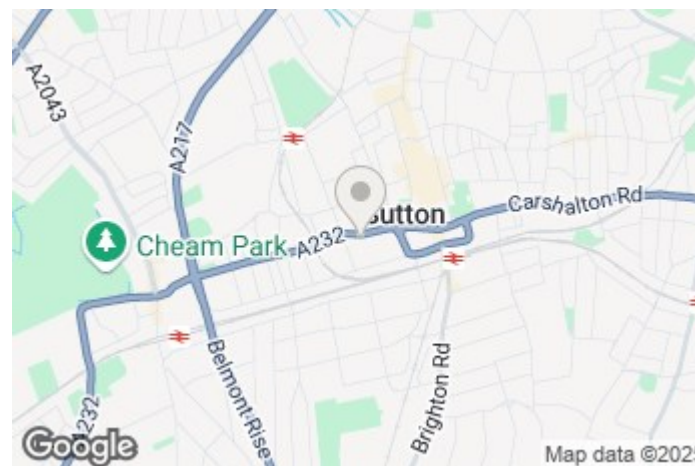 A2043
A217
Sutton
Carshalton Rd
A232
Cheam Park
Belmont Rise
Brighton Rd
A232
Google
Map data ©202